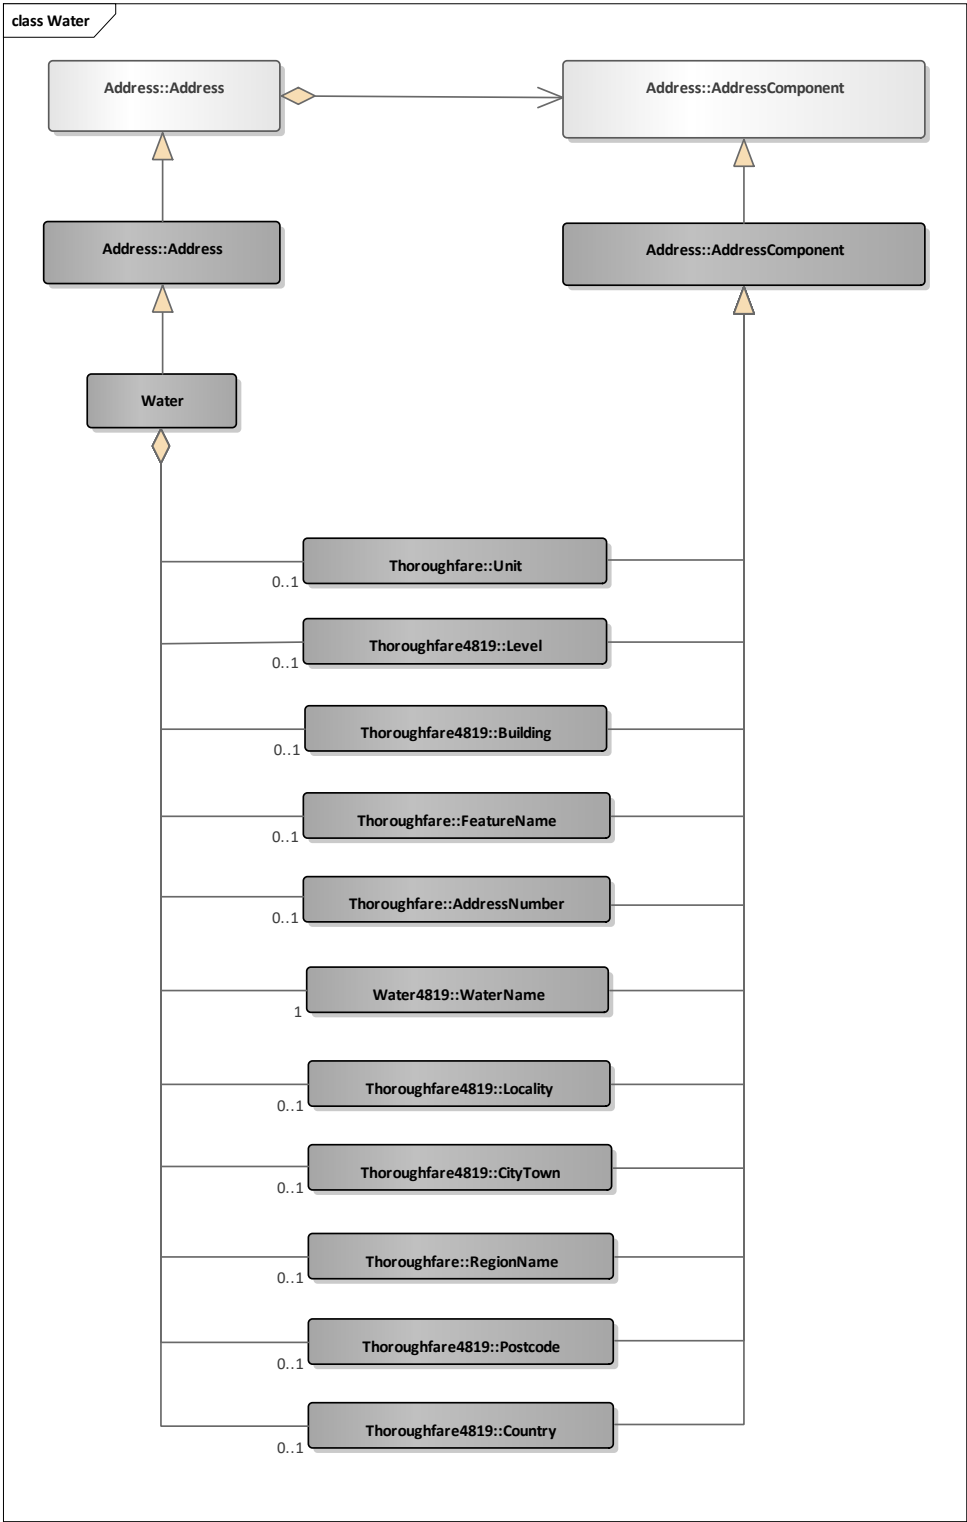 class Water
Address::Address
Address::AddressComponent
Address::Address
Address::AddressComponent
Water
Thoroughfare::Unit
0..1
Thoroughfare4819::Level
0..1
Thoroughfare4819::Building
0..1
Thoroughfare::FeatureName
0..1
Thoroughfare::AddressNumber
0..1
Water4819::WaterName
1
Thoroughfare4819::Locality
0..1
Thoroughfare4819::CityTown
0..1
Thoroughfare::RegionName
0..1
Thoroughfare4819::Postcode
0..1
Thoroughfare4819::Country
0..1